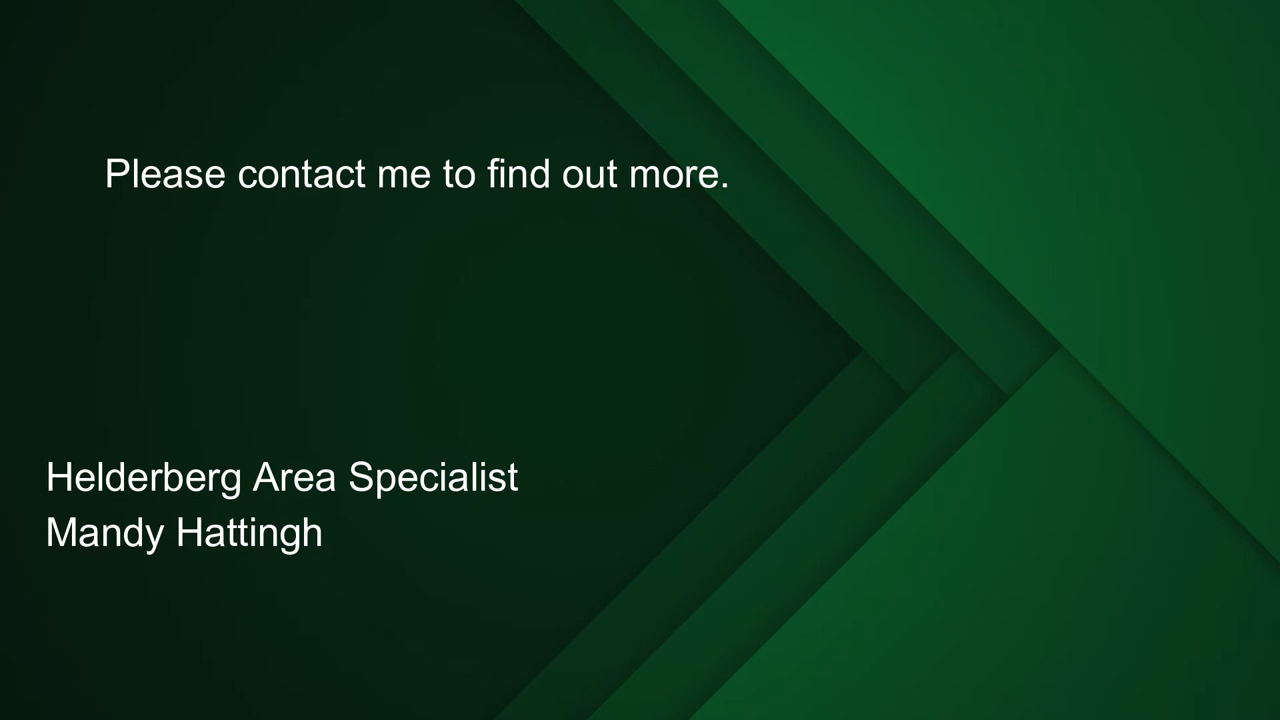 Please contact me to find out more.
Helderberg Area Specialist
Mandy Hattingh